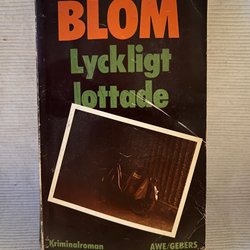 BLOM
Lyckligt
lottade
Kriminalroman AWE/GEBERS